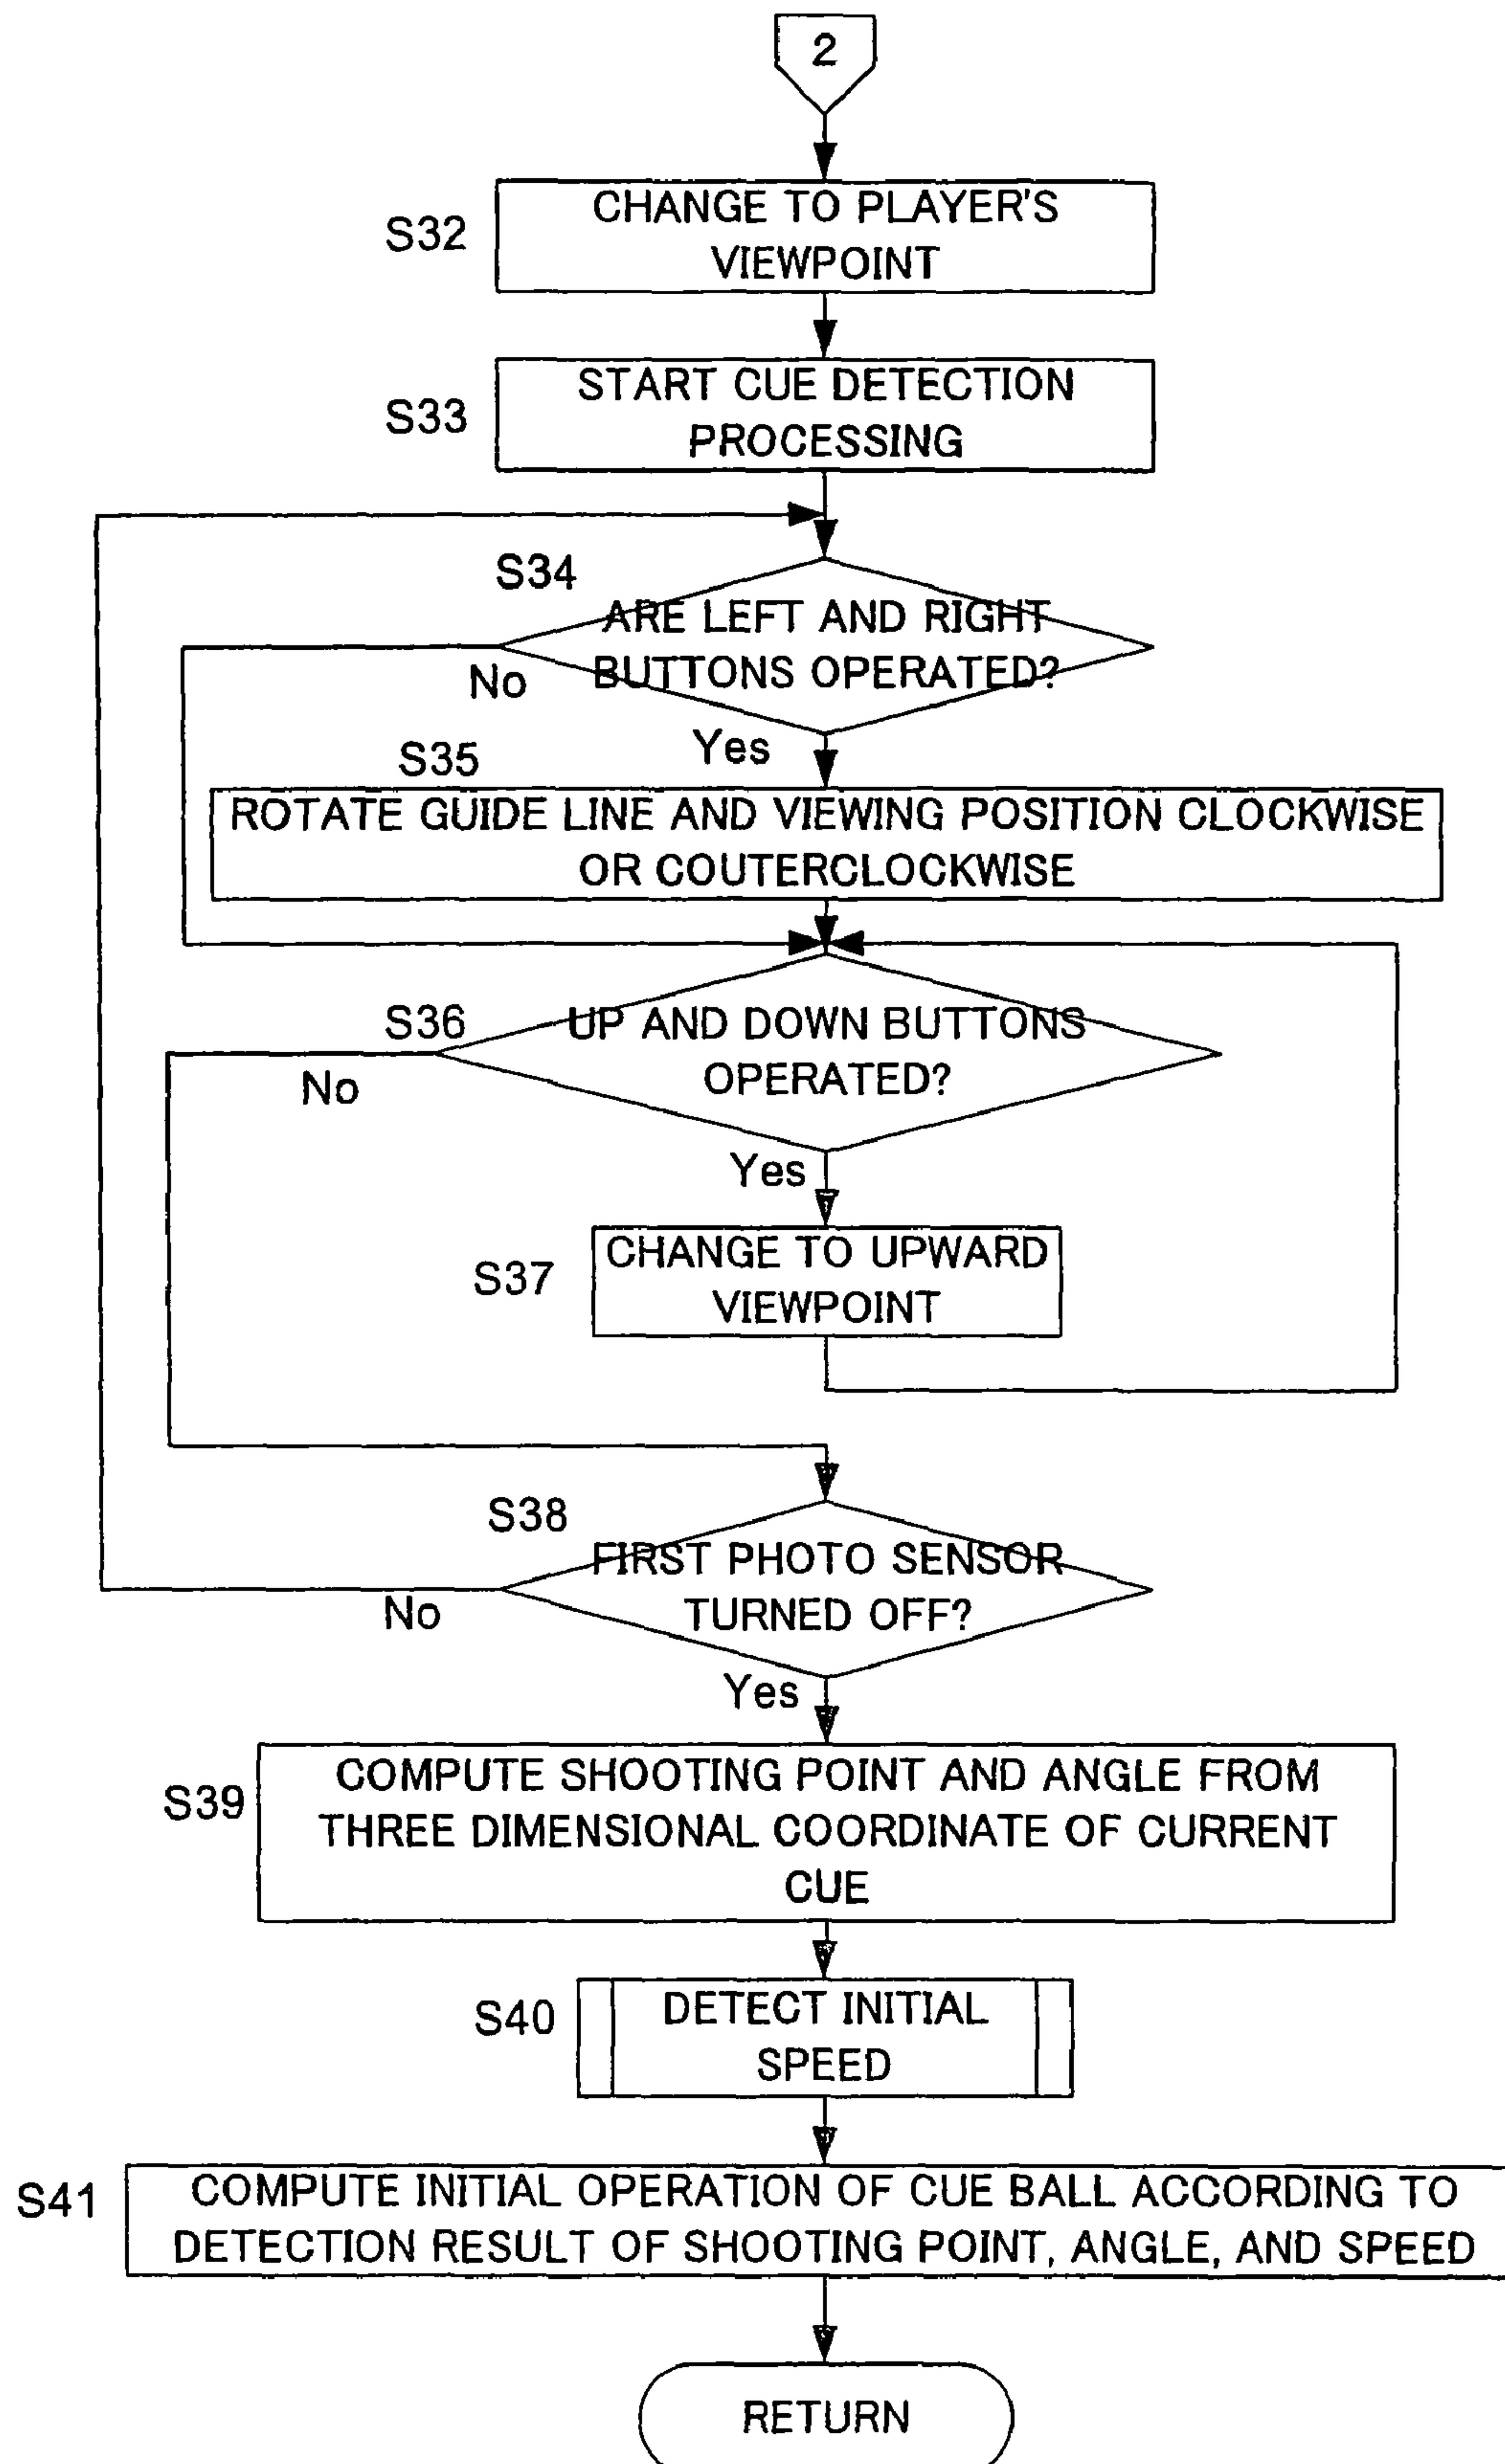 2
S32
CHANGE TO PLAYER'S
VIEWPOINT
S33
START CUE DETECTION
PROCESSING
S34
ARE LEFT AND RIGHT
BUTTONS OPERATED?
No
Yes
S35
ROTATE GUIDE LINE AND VIEWING POSITION CLOCKWISE
OR COUTERCLOCKWISE
S36
UP AND DOWN BUTTONS
OPERATED?
No
Yes
S37
CHANGE TO UPWARD
VIEWPOINT
S38
FIRST PHOTO SENSOR
TURNED OFF?
No
Yes
S39
COMPUTE SHOOTING POINT AND ANGLE FROM
THREE DIMENSIONAL COORDINATE OF CURRENT
CUE
S40
DETECT INITIAL
SPEED
S41
COMPUTE INITIAL OPERATION OF CUE BALL ACCORDING TO
DETECTION RESULT OF SHOOTING POINT, ANGLE, AND SPEED
RETURN